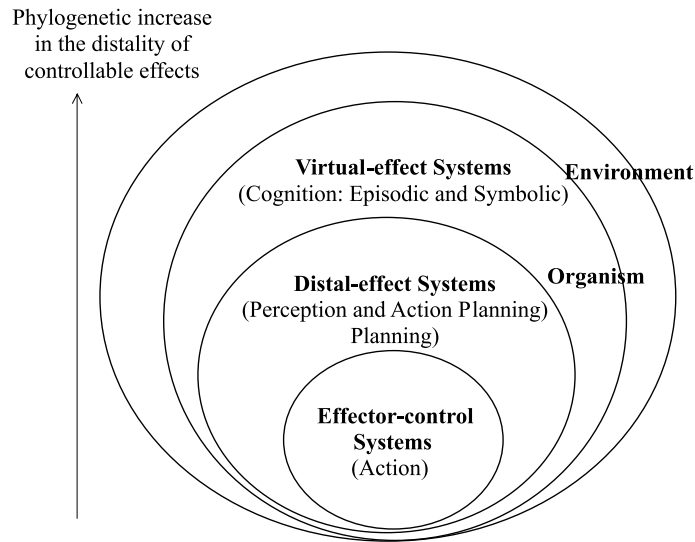 Phylogenetic increase
in the distality of
controllable effects
Virtual-effect Systems
(Cognition: Episodic and Symbolic)
Environment
Distal-effect Systems
(Perception and Action Planning)
Planning)
Organism
Effector-control
Systems
(Action)